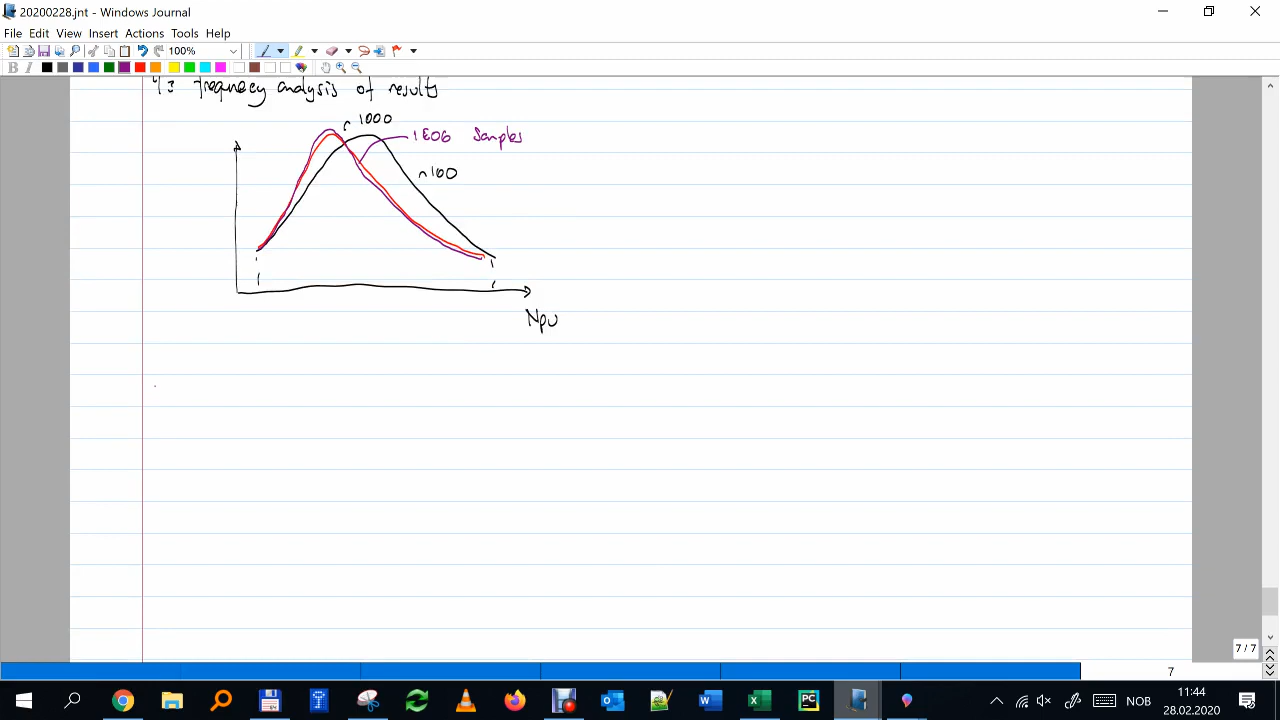 20200228.jnt - Windows Journal
File Edit View Insert Actions Tools Help
100%
B I
frequency analysis of results
1000
1E06 Samples
100
Npu
7 / 7
7
NOB
11:44
28.02.2020